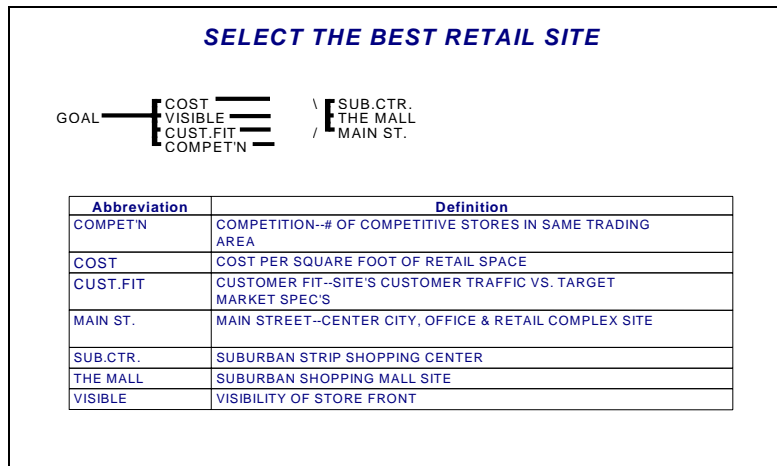 SELECT THE BEST RETAIL SITE
COST \ SUB.CTR.
GOAL VISIBLE THE MALL
CUST.FIT / MAIN ST.
COMPET'N
Abbreviation Definition
COMPET'N COMPETITION--# OF COMPETITIVE STORES IN SAME TRADING
AREA
COST COST PER SQUARE FOOT OF RETAIL SPACE
CUST.FIT CUSTOMER FIT--SITE'S CUSTOMER TRAFFIC VS. TARGET
MARKET SPEC'S
MAIN ST. MAIN STREET--CENTER CITY, OFFICE & RETAIL COMPLEX SITE
SUB.CTR. SUBURBAN STRIP SHOPPING CENTER
THE MALL SUBURBAN SHOPPING MALL SITE
VISIBLE VISIBILITY OF STORE FRONT